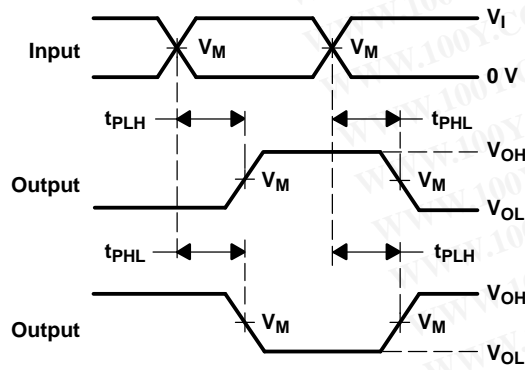 V_I
Input V_M V_M
0 V
t_PLH t_PHL
V_OH
Output V_M V_M
V_OL
t_PHL t_PLH
V_OH
Output V_M V_M
V_OL